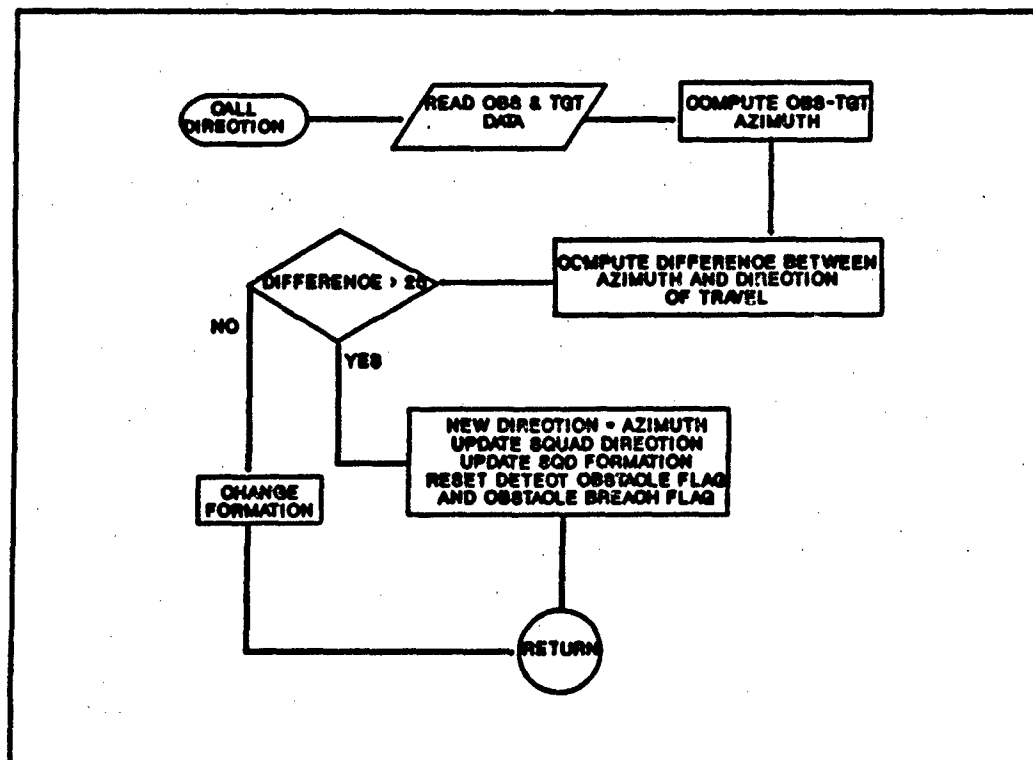 CALL
DIRECTION
READ OBS & TGT
DATA
COMPUTE OBS-TGT
AZIMUTH
COMPUTE DIFFERENCE BETWEEN
AZIMUTH AND DIRECTION
OF TRAVEL
DIFFERENCE >
NO
YES
NEW DIRECTION = AZIMUTH
UPDATE SQUAD DIRECTION
UPDATE SQD FORMATION
RESET DETECT OBSTACLE FLAG
AND OBSTACLE BREACH FLAG
CHANGE
FORMATION
RETURN